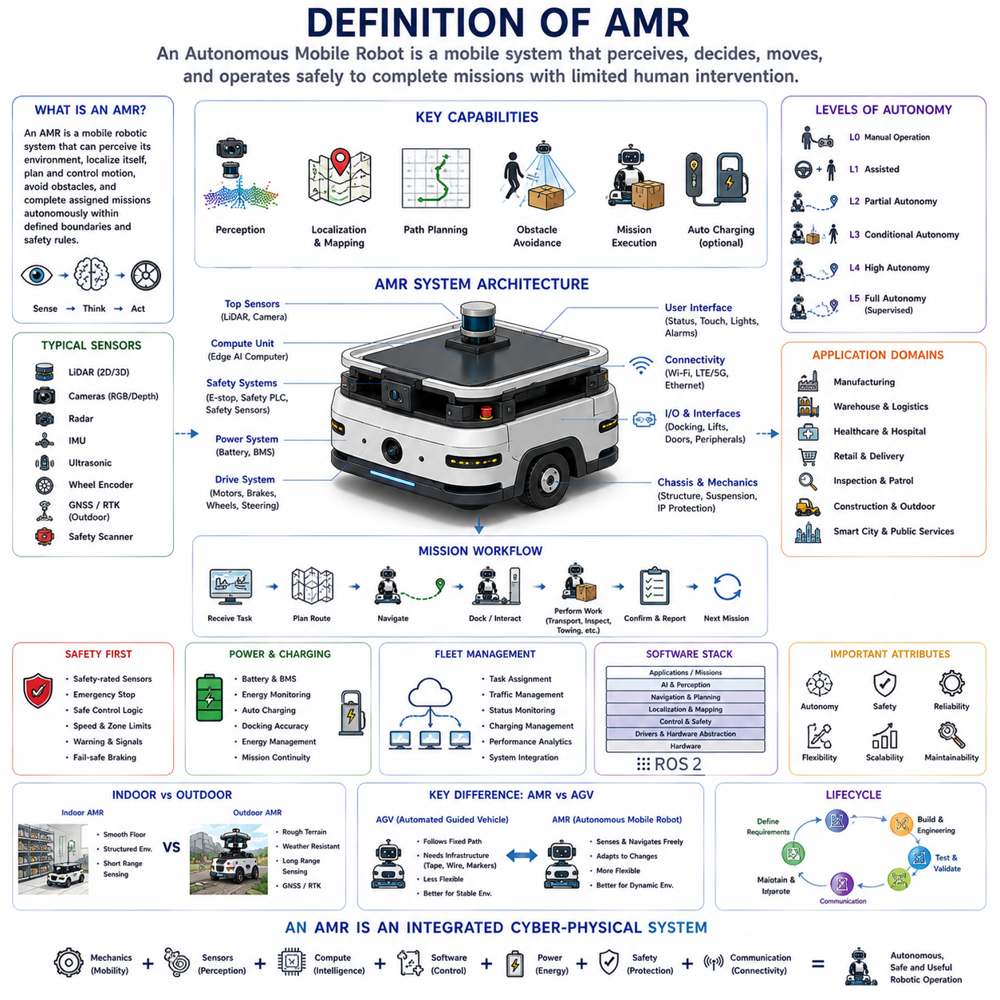 DEFINITION OF AMR
An Autonomous Mobile Robot is a mobile system that perceives, decides, moves,
and operates safely to complete missions with limited human intervention.
WHAT IS AN AMR?
An AMR is a mobile robotic
system that can perceive its
environment, localize itself,
plan and control motion,
avoid obstacles, and
complete assigned missions
autonomously within
defined boundaries and
safety rules.
Sense → Think → Act
KEY CAPABILITIES
Perception
Localization
& Mapping
Path Planning
Obstacle
Avoidance
Mission
Execution
Auto Charging
(optional)
LEVELS OF AUTONOMY
L0 Manual Operation
L1 Assisted
L2 Partial Autonomy
L3 Conditional Autonomy
L4 High Autonomy
L5 Full Autonomy
(Supervised)
TYPICAL SENSORS
LiDAR (2D/3D)
Cameras (RGB/Depth)
Radar
IMU
Ultrasonic
Wheel Encoder
GNSS / RTK
(Outdoor)
Safety Scanner
AMR SYSTEM ARCHITECTURE
Top Sensors
(LiDAR, Camera)
Compute Unit
(Edge AI Computer)
Safety Systems
(E-stop, Safety PLC,
Safety Sensors)
Power System
(Battery, BMS)
Drive System
(Motors, Brakes,
Wheels, Steering)
User Interface
(Status, Touch, Lights,
Alarms)
Connectivity
(Wi-Fi, LTE/5G,
Ethernet)
I/O & Interfaces
(Docking, Lifts,
Doors, Peripherals)
Chassis & Mechanics
(Structure, Suspension,
IP Protection)
APPLICATION DOMAINS
Manufacturing
Warehouse & Logistics
Healthcare & Hospital
Retail & Delivery
Inspection & Patrol
Construction & Outdoor
Smart City & Public Services
MISSION WORKFLOW
Receive Task
Plan Route
Navigate
Dock / Interact
Perform Work
(Transport, Inspect,
Towing, etc.)
Confirm & Report
Next Mission
SAFETY FIRST
• Safety-rated Sensors
• Emergency Stop
• Safe Control Logic
• Speed & Zone Limits
• Warning & Signals
• Fail-safe Braking
POWER & CHARGING
• Battery & BMS
• Energy Monitoring
• Auto Charging
• Docking Accuracy
• Energy Management
• Mission Continuity
FLEET MANAGEMENT
• Task Assignment
• Traffic Management
• Status Monitoring
• Charging Management
• Performance Analytics
• System Integration
SOFTWARE STACK
Applications / Missions
AI & Perception
Navigation & Planning
Localization & Mapping
Control & Safety
Drivers & Hardware Abstraction
Hardware
ROS 2
IMPORTANT ATTRIBUTES
Autonomy
Safety
Reliability
Flexibility
Scalability
Maintainability
INDOOR vs OUTDOOR
Indoor AMR
• Smooth Floor
• Structured Env.
• Short Range
Sensing
VS
Outdoor AMR
• Rough Terrain
• Weather Resistant
• Long Range
Sensing
• GNSS / RTK
KEY DIFFERENCE: AMR vs AGV
AGV (Automated Guided Vehicle)
• Follows Fixed Path
• Needs Infrastructure
(Tape, Wire, Markers)
• Less Flexible
• Better for Stable Env.
AMR (Autonomous Mobile Robot)
• Senses & Navigates Freely
• Adapts to Changes
• More Flexible
• Better for Dynamic Env.
LIFECYCLE
Define
Requirements
Build &
Engineering
Test &
Validate
Communication
Maiotain &
AN AMR IS AN INTEGRATED CYBER-PHYSICAL SYSTEM
Mechanics
(Mobility)
+
Sensors
(Perception)
+
Compute
(Intelligence)
+
Software
(Control)
+
Power
(Energy)
+
Safety
(Protection)
+
Communication
(Connectivity)
=
Autonomous,
Safe and Useful
Robotic Operation